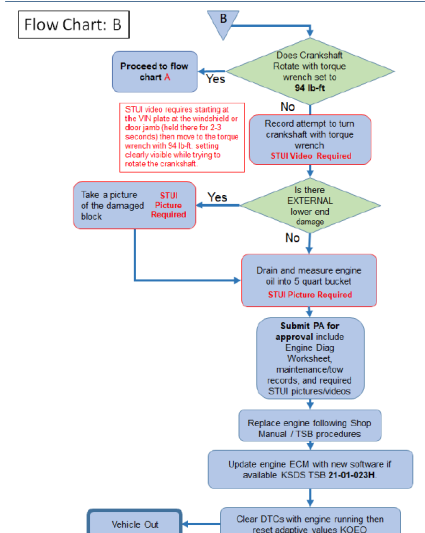 Flow Chart: B
B
Does Crankshaft
Rotate with torque
wrench set to
94 lb-ft
Proceed to flow
chart A
Yes
No
STUI video requires starting at
the VIN plate at the windshield or
door jamb (held there for 2-3
seconds) then move to the torque
wrench with 94 lb-ft. setting
clearly visible while trying to
rotate the crankshaft
Record attempt to turn
crankshaft with torque
wrench
STUI Video Required
Is there
EXTERNAL
lower end
damage
Yes
Take a picture
of the damaged
block
STUI
Picture
Required
No
Drain and measure engine
oil into 5 quart bucket
STUI Picture Required
Submit PA for
approval include
Engine Diag
Worksheet,
maintenance/tow
records, and required
STUI pictures/videos
Replace engine following Shop
Manual / TSB procedures
Update engine ECM with new software if
available KSDS TSB 21-01-023H
Clear DTCs with engine running then
reset adaptive values KOEO
Vehicle Out